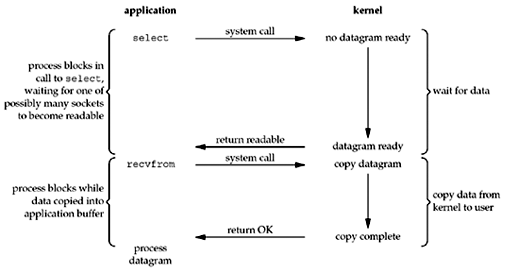 application
kernel
select
system call
no datagram ready
process blocks in
call to select,
waiting for one of
possibly many sockets
to become readable
wait for data
return readable
datagram ready
recvfrom
system call
copy datagram
process blocks while
data copied into
application buffer
copy data from
kernel to user
return OK
copy complete
process
datagram